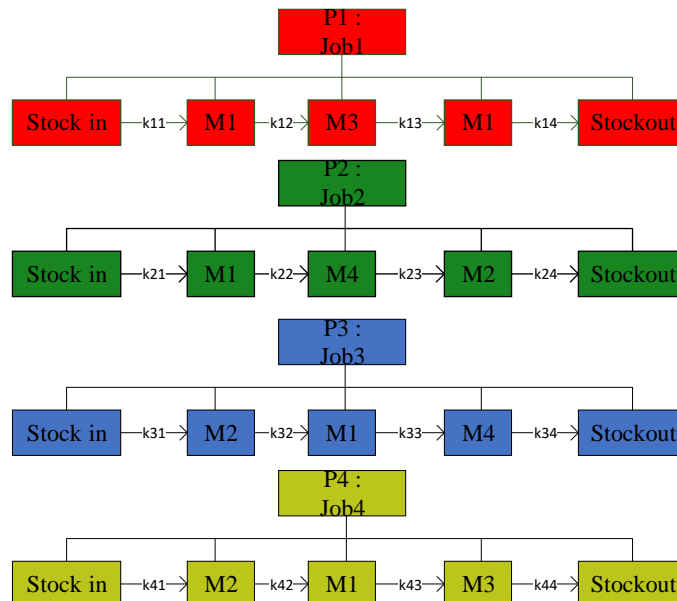 P1 :
Job1
Stock in k11 M1 k12 M3 k13 M1 k14 Stockout
P2 :
Job2
Stock in k21 M1 k22 M4 k23 M2 k24 Stockout
P3 :
Job3
Stock in k31 M2 k32 M1 k33 M4 k34 Stockout
P4 :
Job4
Stock in k41 M2 k42 M1 k43 M3 k44 Stockout